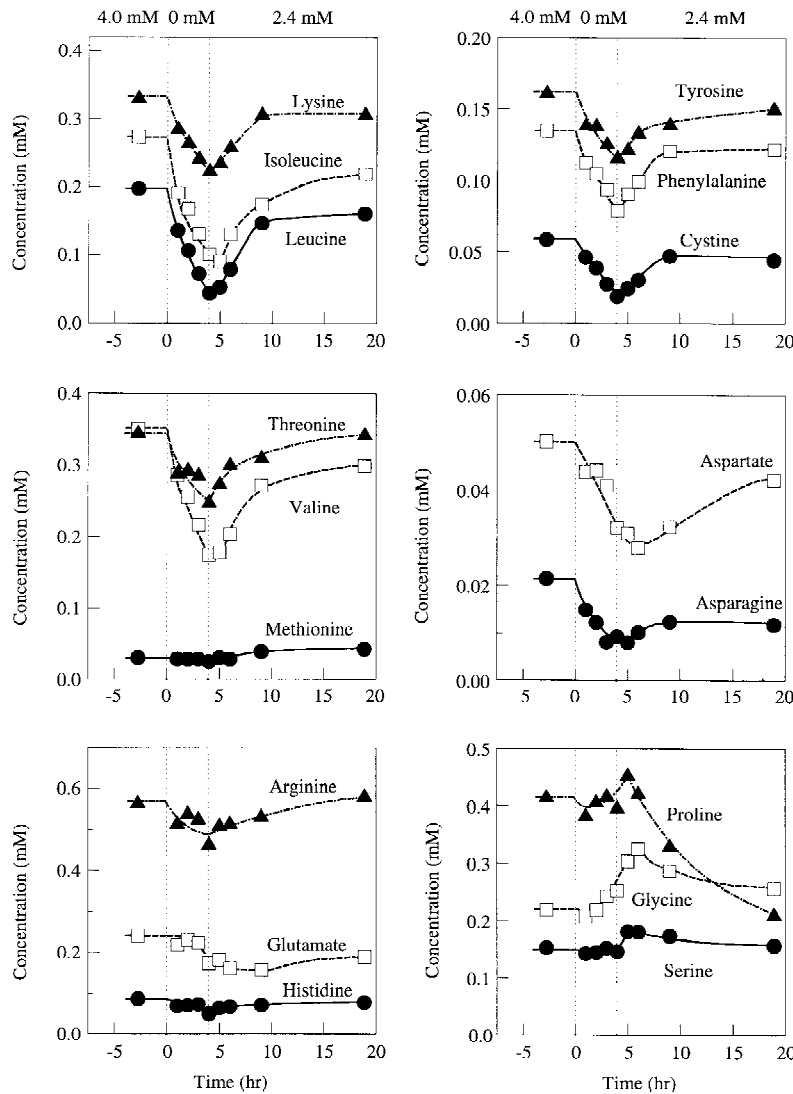 4.0 mM 0 mM 2.4 mM
4.0 mM 0 mM 2.4 mM
Concentration (mM)
0.4
0.3
0.2
0.1
0.0
Lysine
Isoleucine
Leucine
-5 0 5 10 15 20
Concentration (mM)
0.20
0.15
0.10
0.05
0.00
Tyrosine
Phenylalanine
Cystine
-5 0 5 10 15 20
Concentration (mM)
0.4
0.3
0.2
0.1
0.0
Threonine
Valine
Methionine
-5 0 5 10 15 20
Concentration (mM)
0.06
0.04
0.02
0.00
Aspartate
Asparagine
5 0 5 10 15 20
Concentration (mM)
0.6
0.4
0.2
0.0
Arginine
Glutamate
Histidine
-5 0 5 10 15 20
Time (hr)
Concentration (mM)
0.5
0.4
0.3
0.2
0.1
0.0
Proline
Glycine
Serine
-5 0 5 10 15 20
Time (hr)